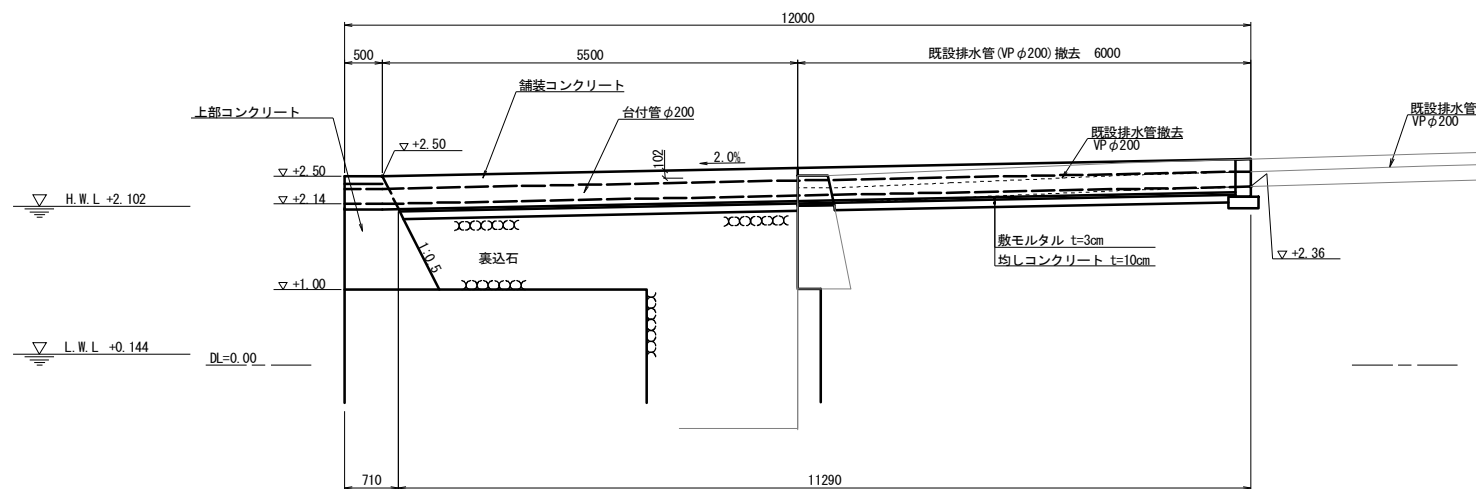 12000
500
5500
既設排水管(VPφ200)撤去 6000
舗装コンクリート
上部コンクリート
台付管φ200
既設排水管
VPφ200
既設排水管撤去
VPφ200
▽ +2.50
102
2.0%
▽ +2.50
H.W.L +2.102
▽ +2.14
1:0.5
裏込石
敷モルタル t=3cm
均しコンクリート t=10cm
▽ +2.36
▽ +1.00
L.W.L +0.144
DL=0.00
710
11290